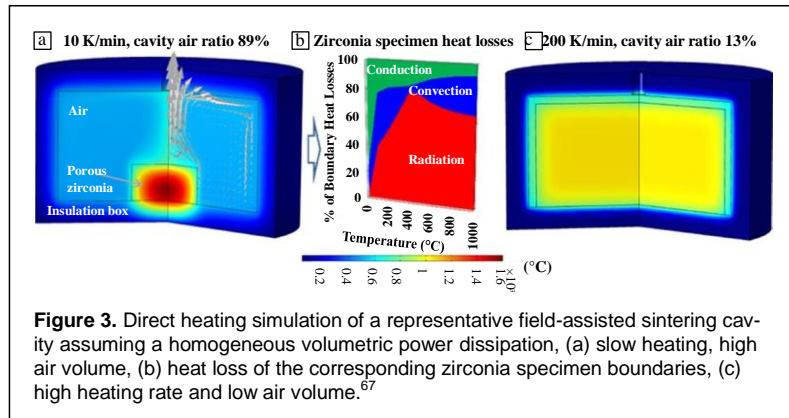 a 10 K/min, cavity air ratio 89%
b Zirconia specimen heat losses
c 200 K/min, cavity air ratio 13%
Air
Porous
zirconia
Insulation box
% of Boundary Heat Losses
100
80
60
40
20
0
Conduction
Convection
Radiation
0
200
400
600
800
1000
Temperature (°C)
0.2
0.4
0.6
0.8
1
1.2
1.4
1.6
(°C)
Figure 3. Direct heating simulation of a representative field-assisted sintering cav-
ity assuming a homogeneous volumetric power dissipation, (a) slow heating, high
air volume, (b) heat loss of the corresponding zirconia specimen boundaries, (c)
high heating rate and low air volume.67